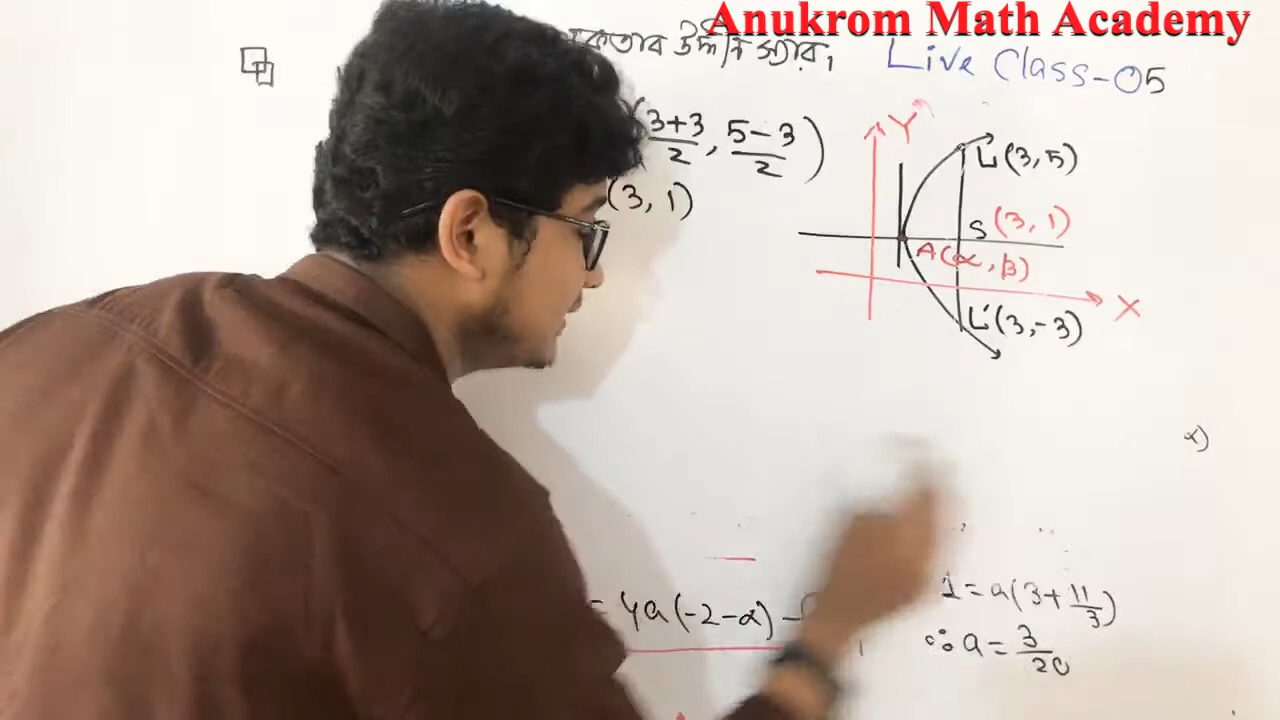 Anukrom Math Academy
উদ্দিন স্যার, Live Class-05
(3+3/2, 5-3/2)
(3, 1)
Y
L(3,5)
S(3, 1)
A(α, β)
X
L'(3,-3)
α)
= 4a(-2-α) -
1 = a(3+11/3)
∴ a = 3/20